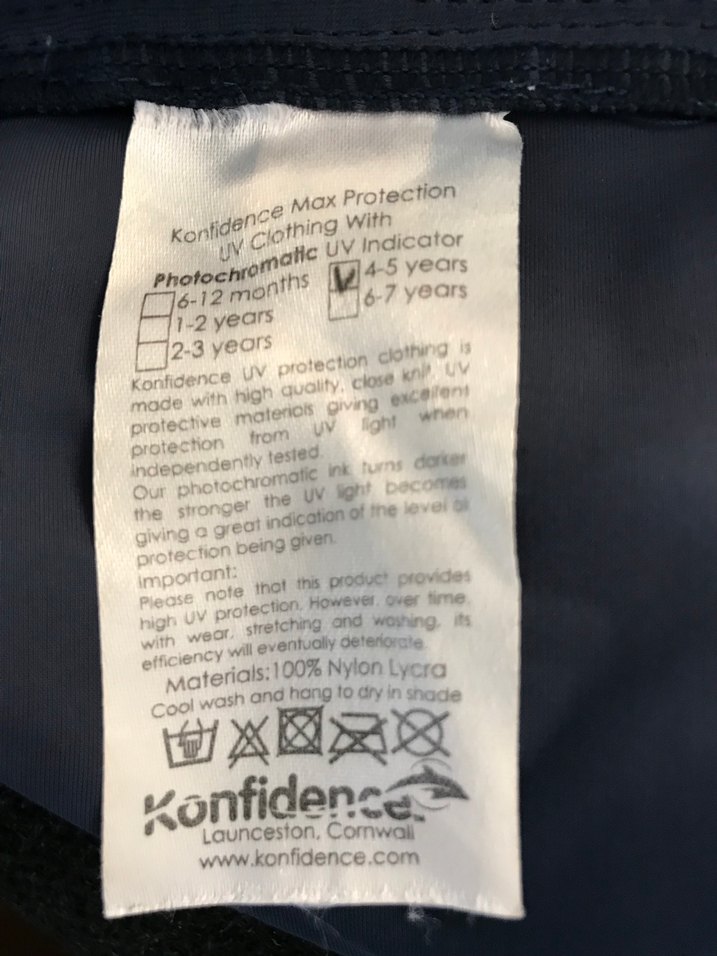 Konfidence Max Protection
UV Clothing With
Photochromatic UV Indicator
6-12 months
1-2 years
2-3 years
4-5 years
6-7 years
Konfidence UV protection clothing is
made with high quality, close knit, UV
protective materials giving excellent
protection from UV light when
independently tested.
Our photochromatic ink turns darker
the stronger the UV light becomes
giving a great indication of the level of
protection being given.
Important:
Please note that this product provides
high UV protection. However, over time,
with wear, stretching and washing, its
efficiency will eventually deteriorate.
Materials:100% Nylon Lycra
Cool wash and hang to dry in shade
Konfidence
Launceston, Cornwall
www.konfidence.com